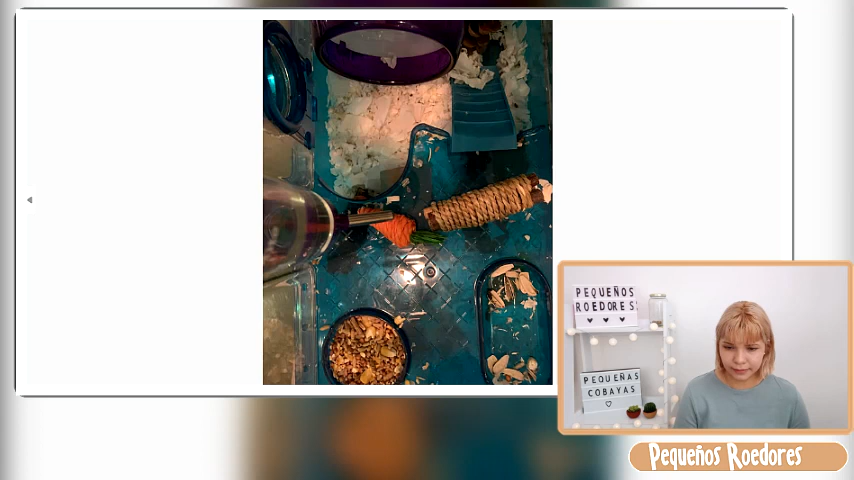 PEQUEÑOS
ROEDORES
PEQUEÑAS
COBAYAS
Pequeños Roedores